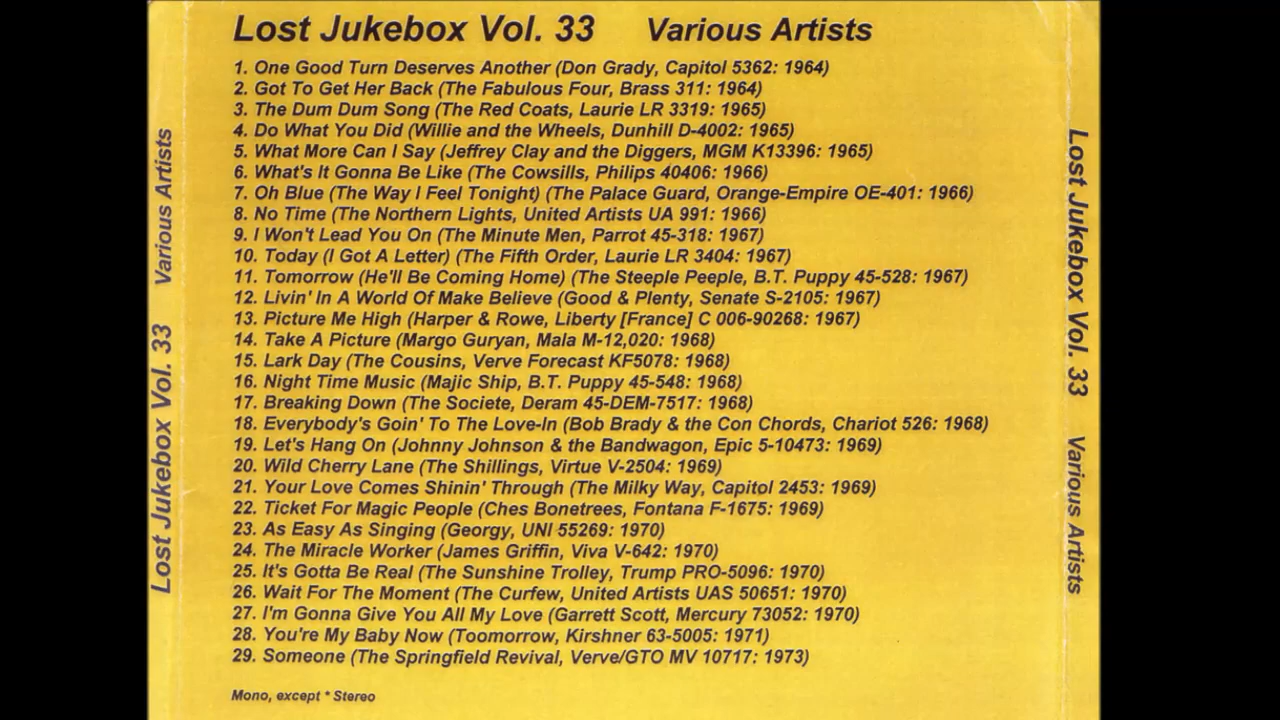 Lost Jukebox Vol. 33 Various Artists
1. One Good Turn Deserves Another (Don Grady, Capitol 5362: 1964)
2. Got To Get Her Back (The Fabulous Four, Brass 311: 1964)
3. The Dum Dum Song (The Red Coats, Laurie LR 3319: 1965)
4. Do What You Did (Willie and the Wheels, Dunhill D-4002: 1965)
5. What More Can I Say (Jeffrey Clay and the Diggers, MGM K13396: 1965)
6. What's It Gonna Be Like (The Cowsills, Philips 40406: 1966)
7. Oh Blue (The Way I Feel Tonight) (The Palace Guard, Orange-Empire OE-401: 1966)
8. No Time (The Northern Lights, United Artists UA 991: 1966)
9. I Won't Lead You On (The Minute Men, Parrot 45-318: 1967)
10. Today (I Got A Letter) (The Fifth Order, Laurie LR 3404: 1967)
11. Tomorrow (He'll Be Coming Home) (The Steeple Peeple, B.T. Puppy 45-528: 1967)
12. Livin' In A World Of Make Believe (Good & Plenty, Senate S-2105: 1967)
13. Picture Me High (Harper & Rowe, Liberty [France] C 006-90268: 1967)
14. Take A Picture (Margo Guryan, Mala M-12,020: 1968)
15. Lark Day (The Cousins, Verve Forecast KF5078: 1968)
16. Night Time Music (Majic Ship, B.T. Puppy 45-548: 1968)
17. Breaking Down (The Societe, Deram 45-DEM-7517: 1968)
18. Everybody's Goin' To The Love-In (Bob Brady & the Con Chords, Chariot 526: 1968)
19. Let's Hang On (Johnny Johnson & the Bandwagon, Epic 5-10473: 1969)
20. Wild Cherry Lane (The Shillings, Virtue V-2504: 1969)
21. Your Love Comes Shinin' Through (The Milky Way, Capitol 2453: 1969)
22. Ticket For Magic People (Ches Bonetrees, Fontana F-1675: 1969)
23. As Easy As Singing (Georgy, UNI 55269: 1970)
24. The Miracle Worker (James Griffin, Viva V-642: 1970)
25. It's Gotta Be Real (The Sunshine Trolley, Trump PRO-5096: 1970)
26. Wait For The Moment (The Curfew, United Artists UAS 50651: 1970)
27. I'm Gonna Give You All My Love (Garrett Scott, Mercury 73052: 1970)
28. You're My Baby Now (Toomorrow, Kirshner 63-5005: 1971)
29. Someone (The Springfield Revival, Verve/GTO MV 10717: 1973)
Mono, except * Stereo
Lost Jukebox Vol. 33 Various Artists
Lost Jukebox Vol. 33 Various Artists